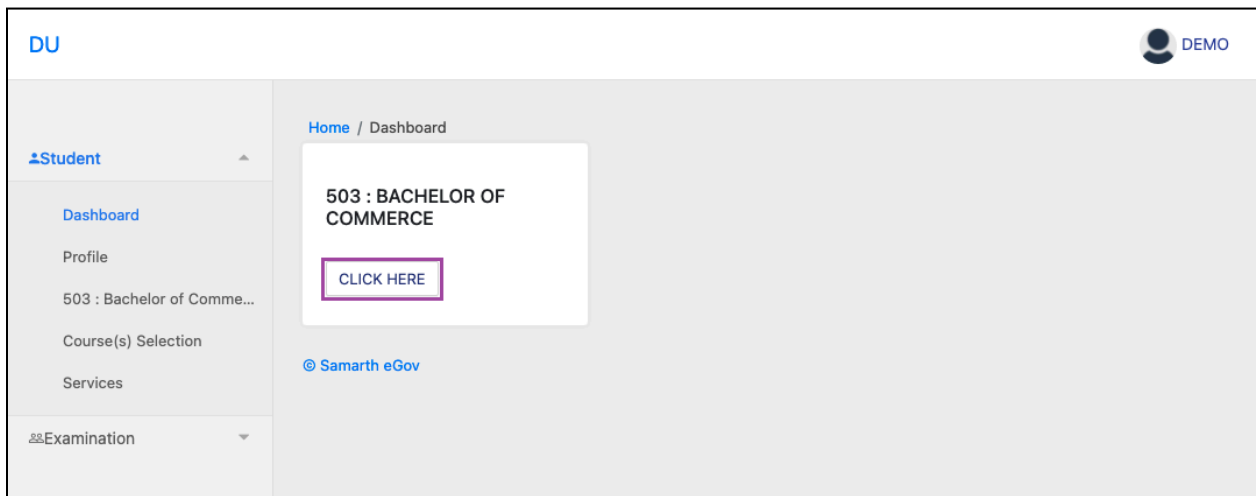 DU
DEMO
Student
Dashboard
Profile
503 : Bachelor of Comme...
Course(s) Selection
Services
Examination
Home / Dashboard
503 : BACHELOR OF
COMMERCE
CLICK HERE
© Samarth eGov